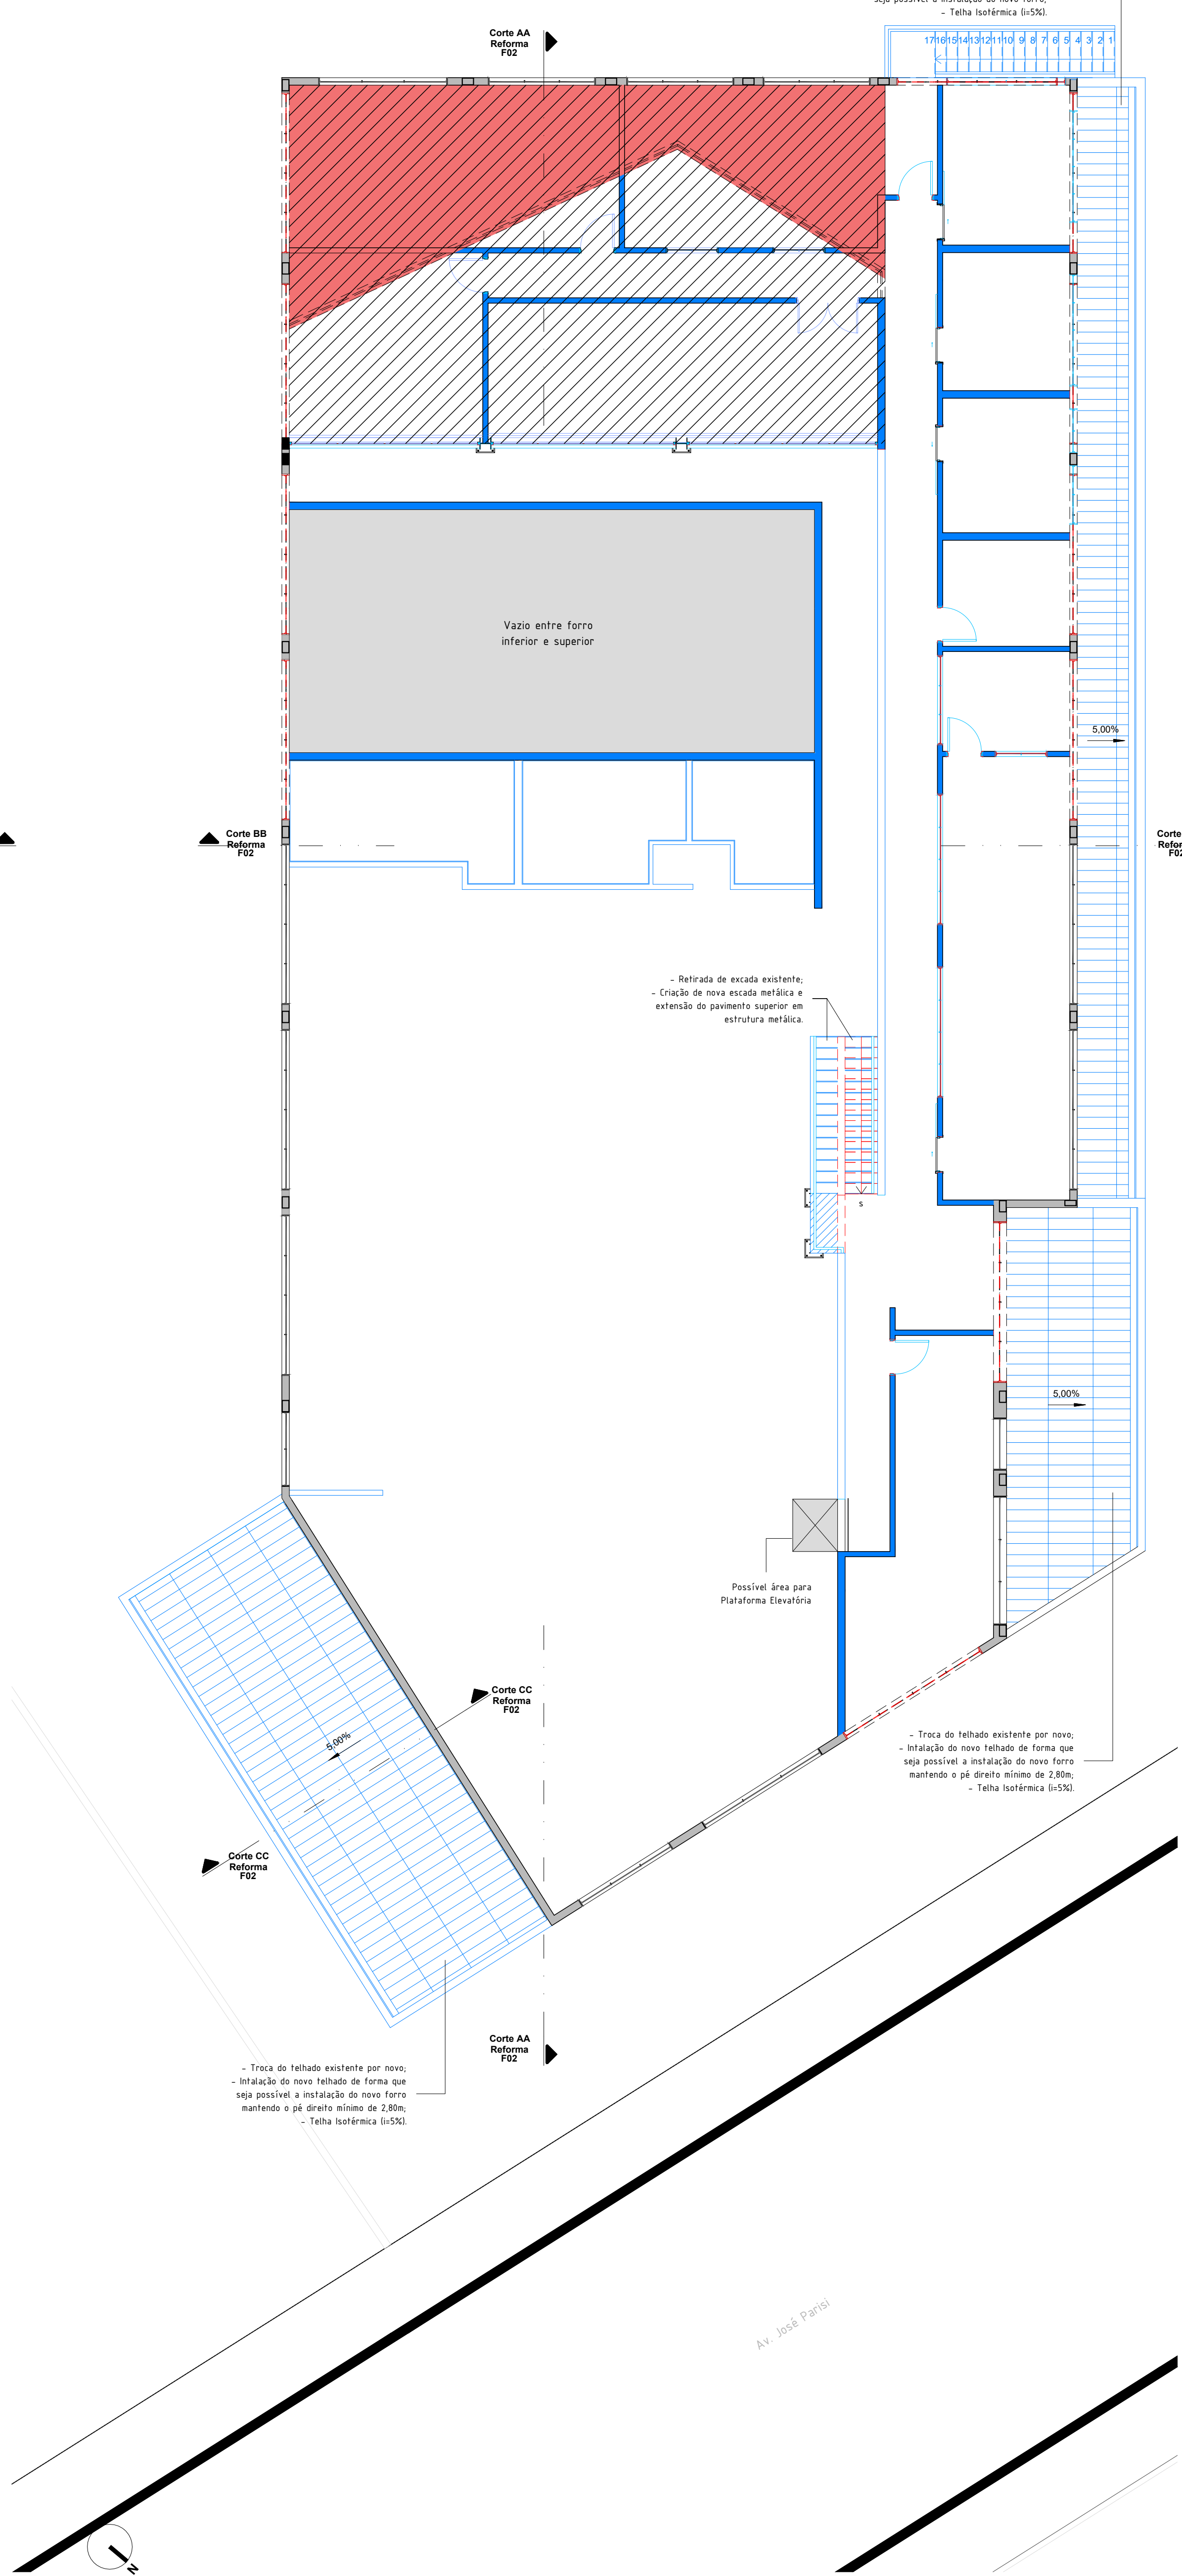 seja possível a instalação do novo forro,
- Telha Isotérmica (i=5%).
Corte AA
Reforma
F02
17 16 15 14 13 12 11 10 9 8 7 6 5 4 3 2 1
Vazio entre forro
inferior e superior
5,00%
Corte BB
Reforma
F02
Corte
Refor
F02
- Retirada de excada existente;
- Criação de nova escada metálica e
extensão do pavimento superior em
estrutura metálica.
s
5,00%
Possível área para
Plataforma Elevatória
Corte CC
Reforma
F02
5,00%
- Troca do telhado existente por novo;
- Intalação do novo telhado de forma que
seja possível a instalação do novo forro
mantendo o pé direito mínimo de 2,80m;
- Telha Isotérmica (i=5%).
Corte CC
Reforma
F02
Corte AA
Reforma
F02
- Troca do telhado existente por novo;
- Intalação do novo telhado de forma que
seja possível a instalação do novo forro
mantendo o pé direito mínimo de 2,80m;
- Telha Isotérmica (i=5%).
Av. José Parisi
N